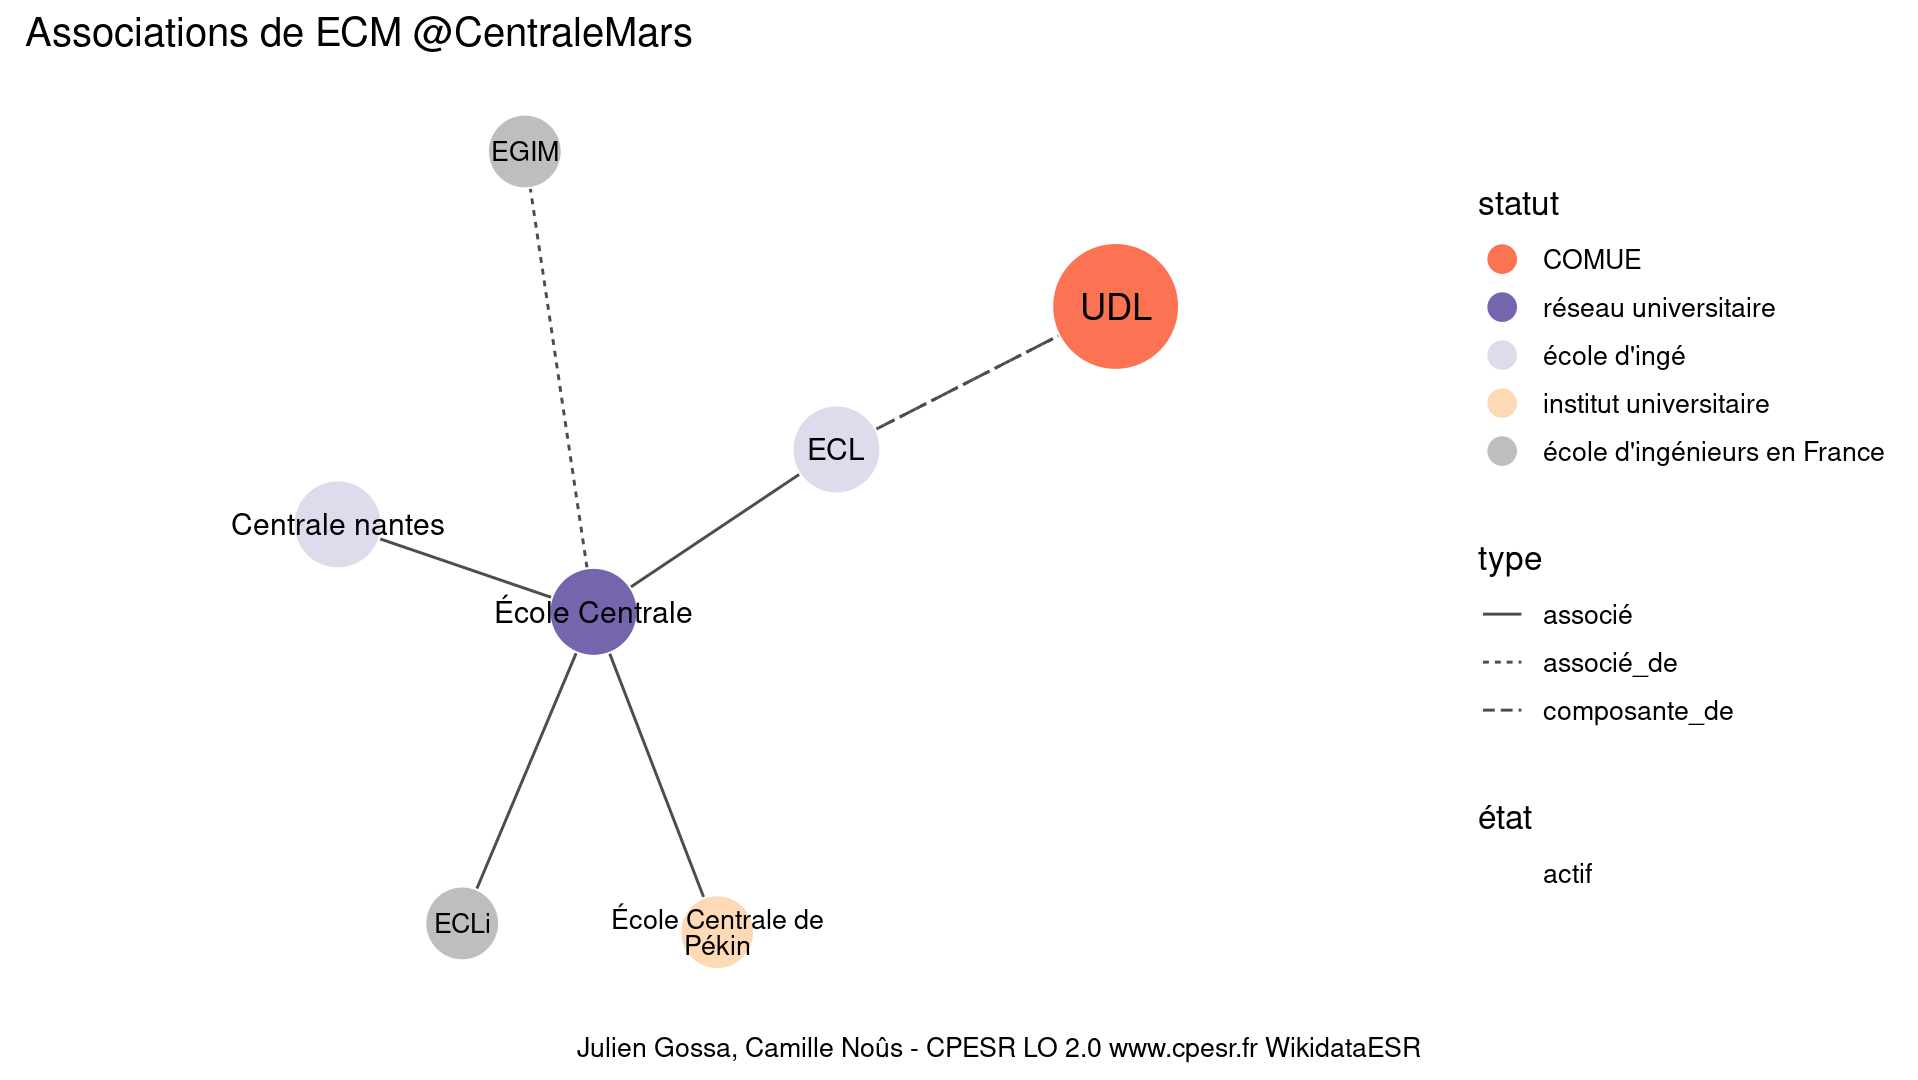 Associations de ECM @CentraleMars
EGIM
UDL
ECL
Centrale nantes
École Centrale
ECLi
École Centrale de
Pékin
statut
COMUE
réseau universitaire
école d'ingé
institut universitaire
école d'ingénieurs en France
type
associé
associé_de
composante_de
état
actif
Julien Gossa, Camille Noûs - CPESR LO 2.0 www.cpesr.fr WikidataESR